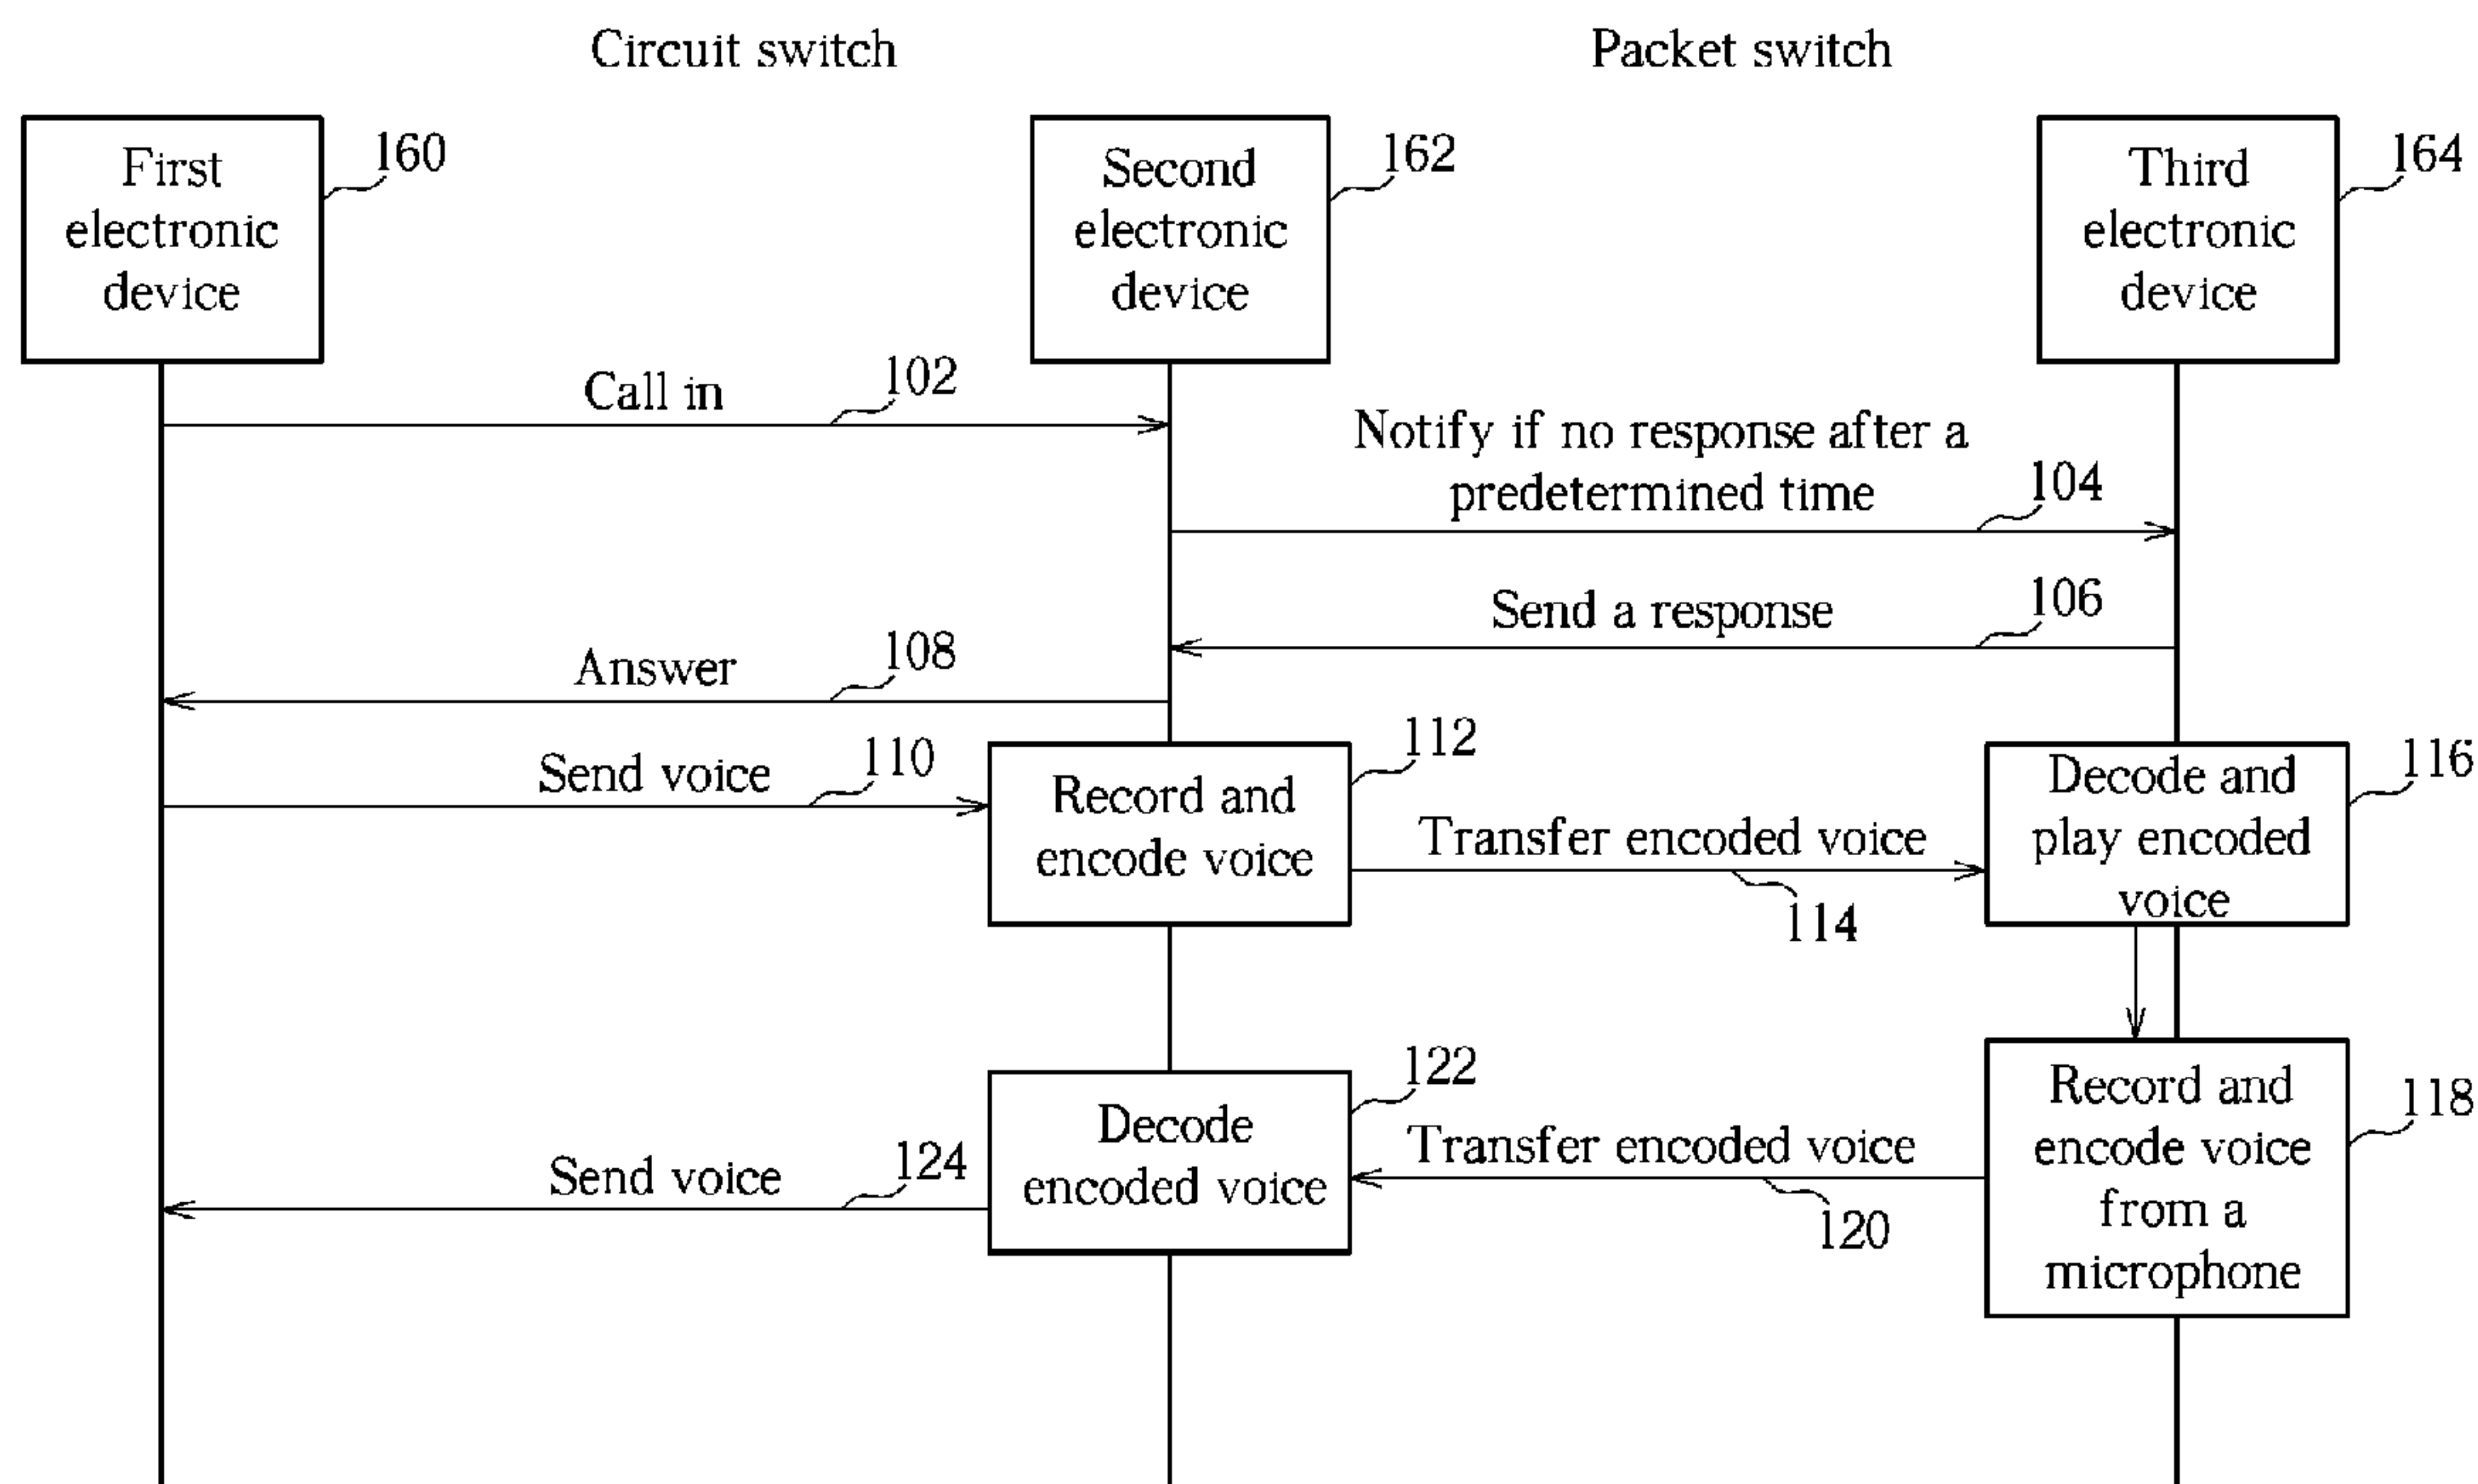 Circuit switch
Packet switch
First
electronic
device
160
Second
electronic
device
162
Third
electronic
device
164
Call in
102
Notify if no response after a
predetermined time
104
Send a response
106
Answer
108
Send voice
110
Record and
encode voice
112
Transfer encoded voice
114
Decode and
play encoded
voice
116
Record and
encode voice
from a
microphone
118
Transfer encoded voice
120
Decode
encoded voice
122
Send voice
124